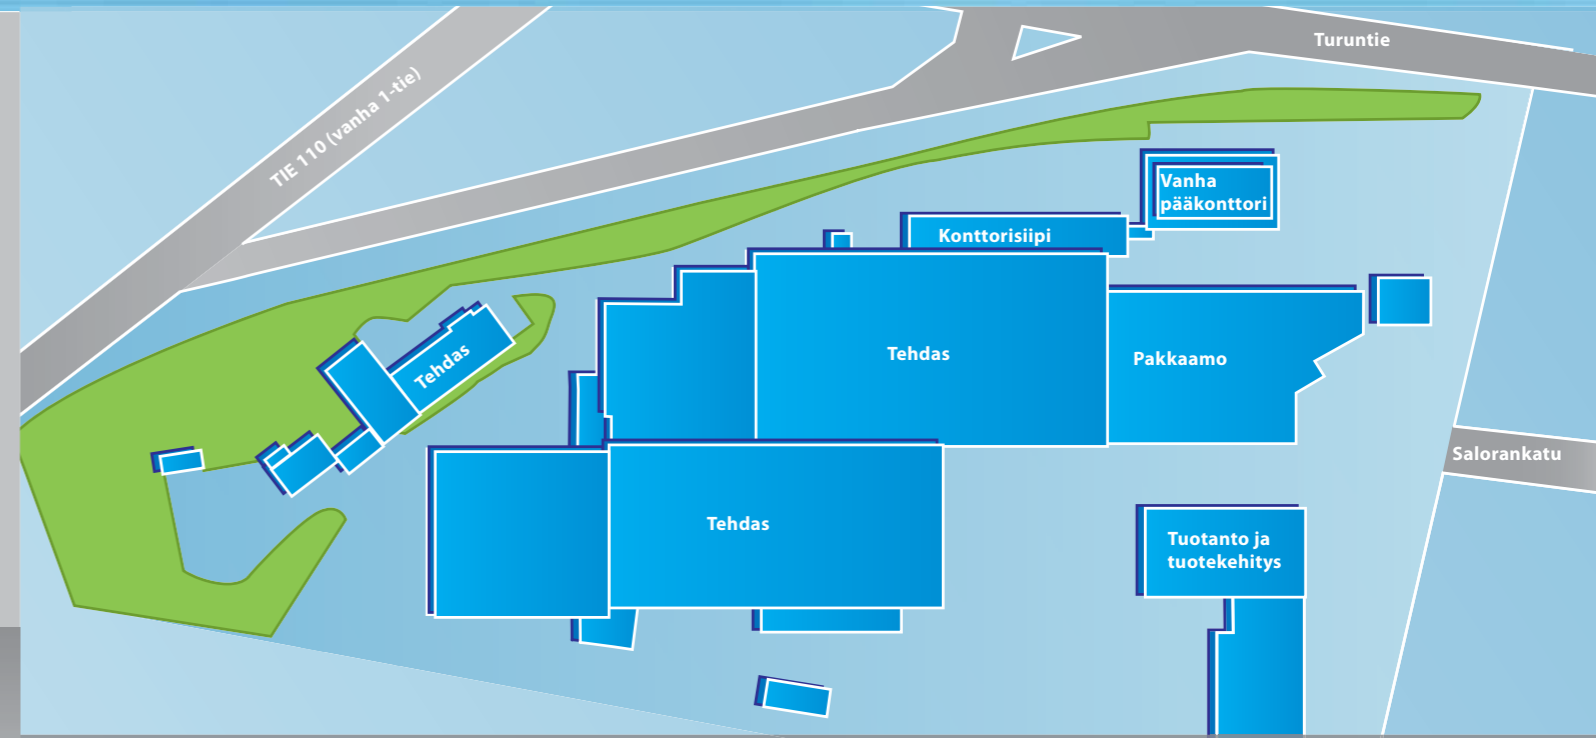 Turuntie
TIE 110 (vanha 1-tie)
Vanha
pääkonttori
Konttorisiipi
Tehdas
Tehdas
Pakkaamo
Salorankatu
Tehdas
Tuotanto ja
tuotekehitys